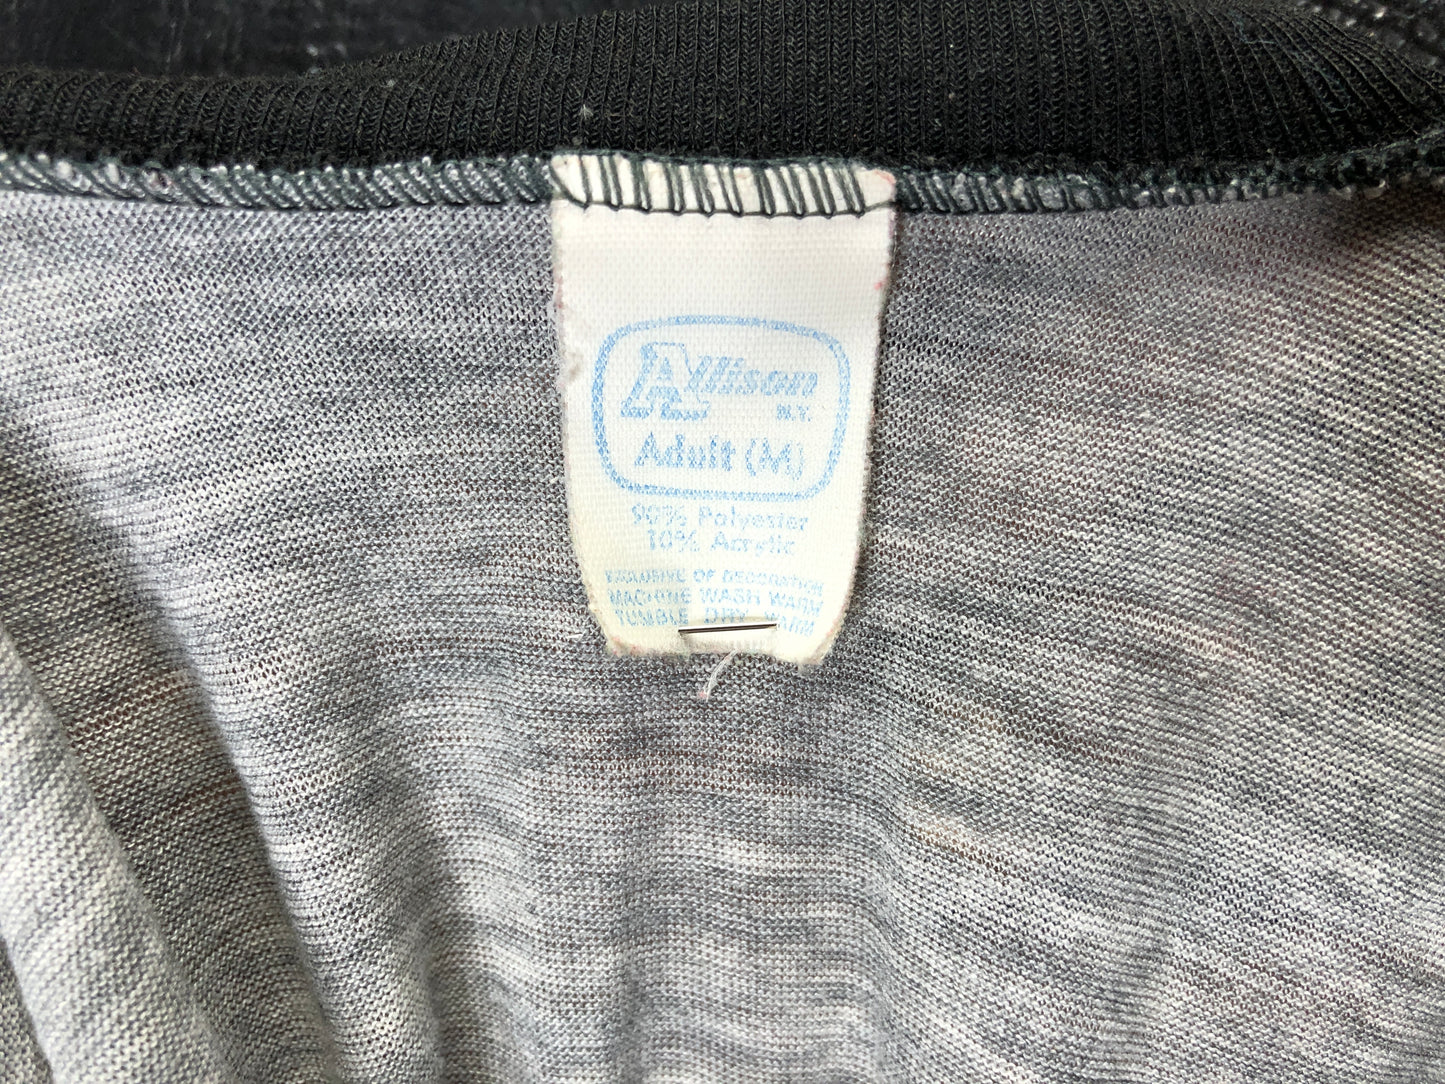 Allison
N.Y.
Adult (M)
90% Polyester
10% Acrylic
EXCLUSIVE OF DECORATION
MACHINE WASH WARM
TUMBLE DRY WARM